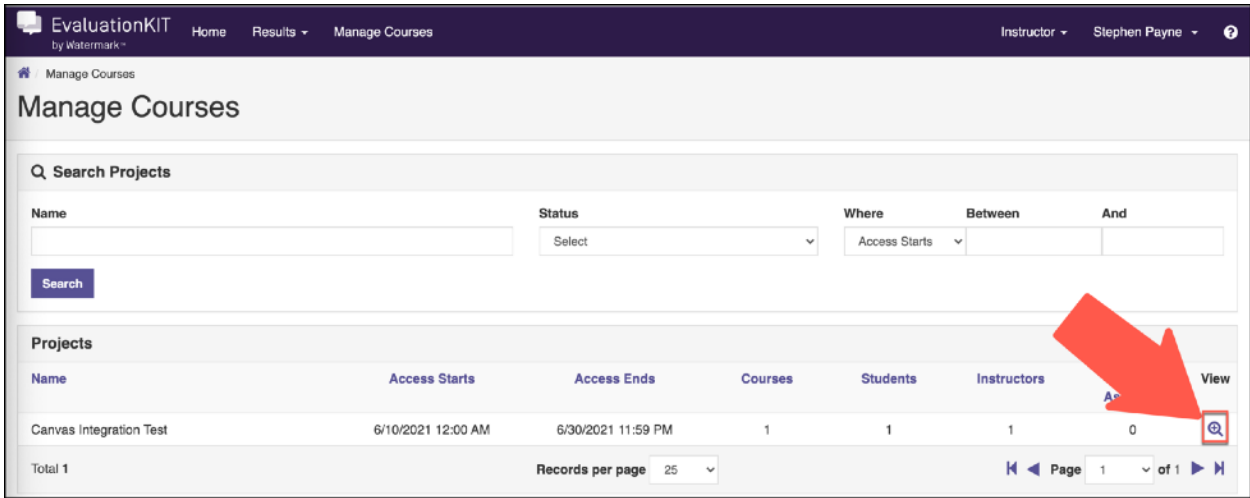 EvaluationKIT Home Results Manage Courses Instructor Stephen Payne ?
by Watermark™
/ Manage Courses
Manage Courses
Search Projects
Name Status Where Between And
Select Access Starts
Search
Projects
Name Access Starts Access Ends Courses Students Instructors View
Canvas Integration Test 6/10/2021 12:00 AM 6/30/2021 11:59 PM 1 1 1 0
Total 1 Records per page 25 Page 1 of 1